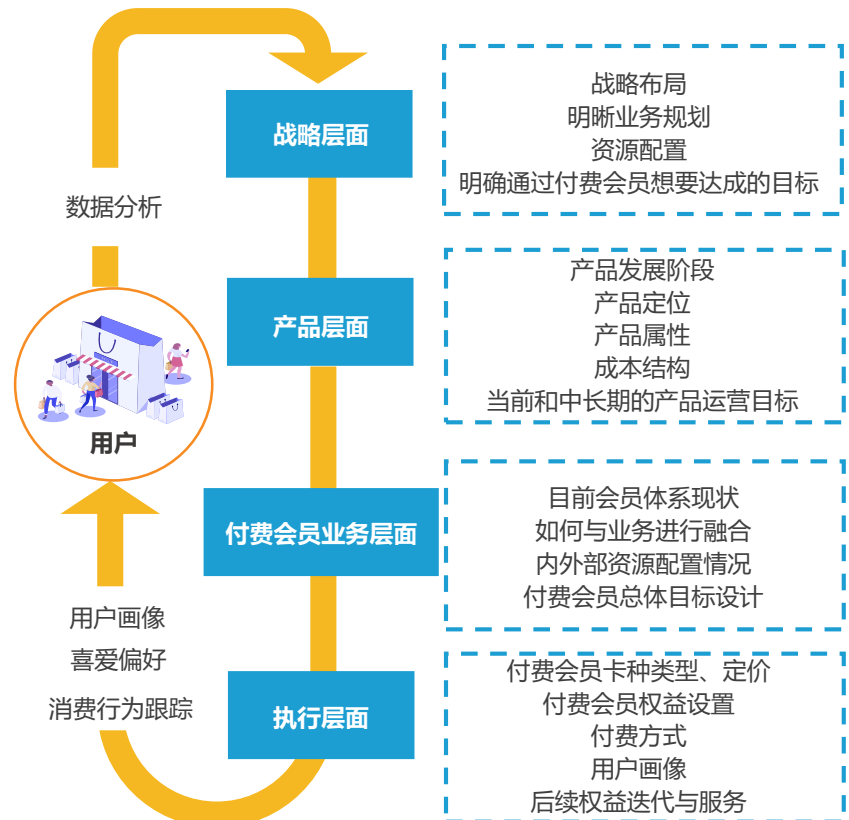 战略层面
战略布局
明晰业务规划
资源配置
明确通过付费会员想要达成的目标
数据分析
产品层面
产品发展阶段
产品定位
产品属性
成本结构
当前和中长期的产品运营目标
用户
付费会员业务层面
目前会员体系现状
如何与业务进行融合
内外部资源配置情况
付费会员总体目标设计
用户画像
喜爱偏好
消费行为跟踪
执行层面
付费会员卡种类型、定价
付费会员权益设置
付费方式
用户画像
后续权益迭代与服务